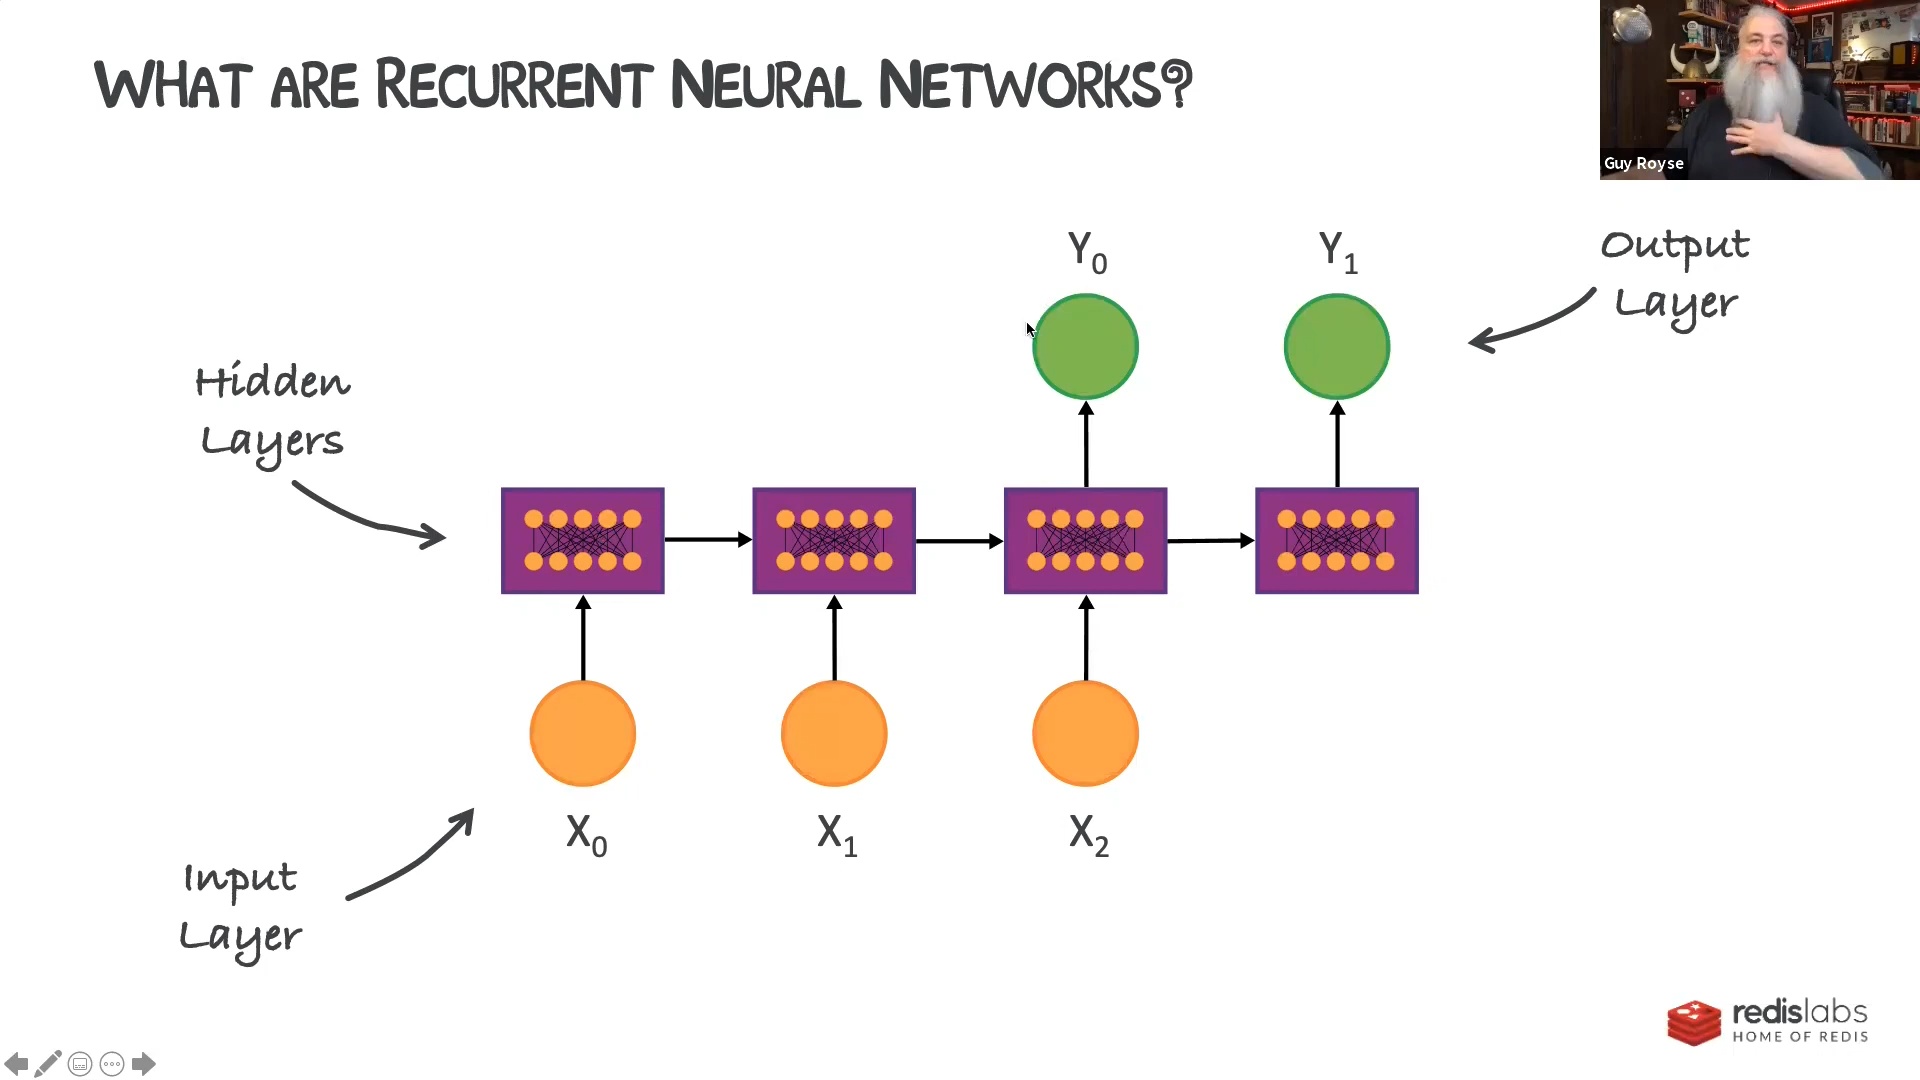 WHAT ARE RECURRENT NEURAL NETWORKS?
Guy Royse
Y0
Y1
Output
Layer
Hidden
Layers
X0
X1
X2
Input
Layer
redislabs
HOME OF REDIS